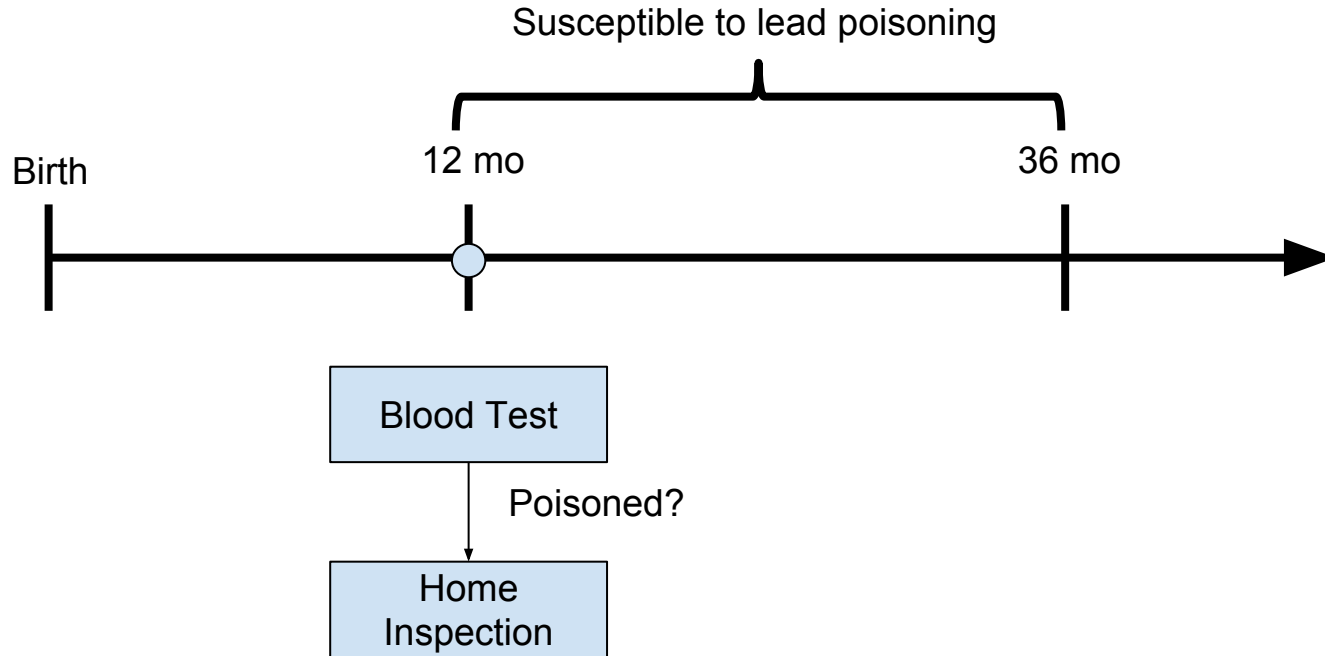 Susceptible to lead poisoning
12 mo
36 mo
Birth
Blood Test
Poisoned?
Home
Inspection